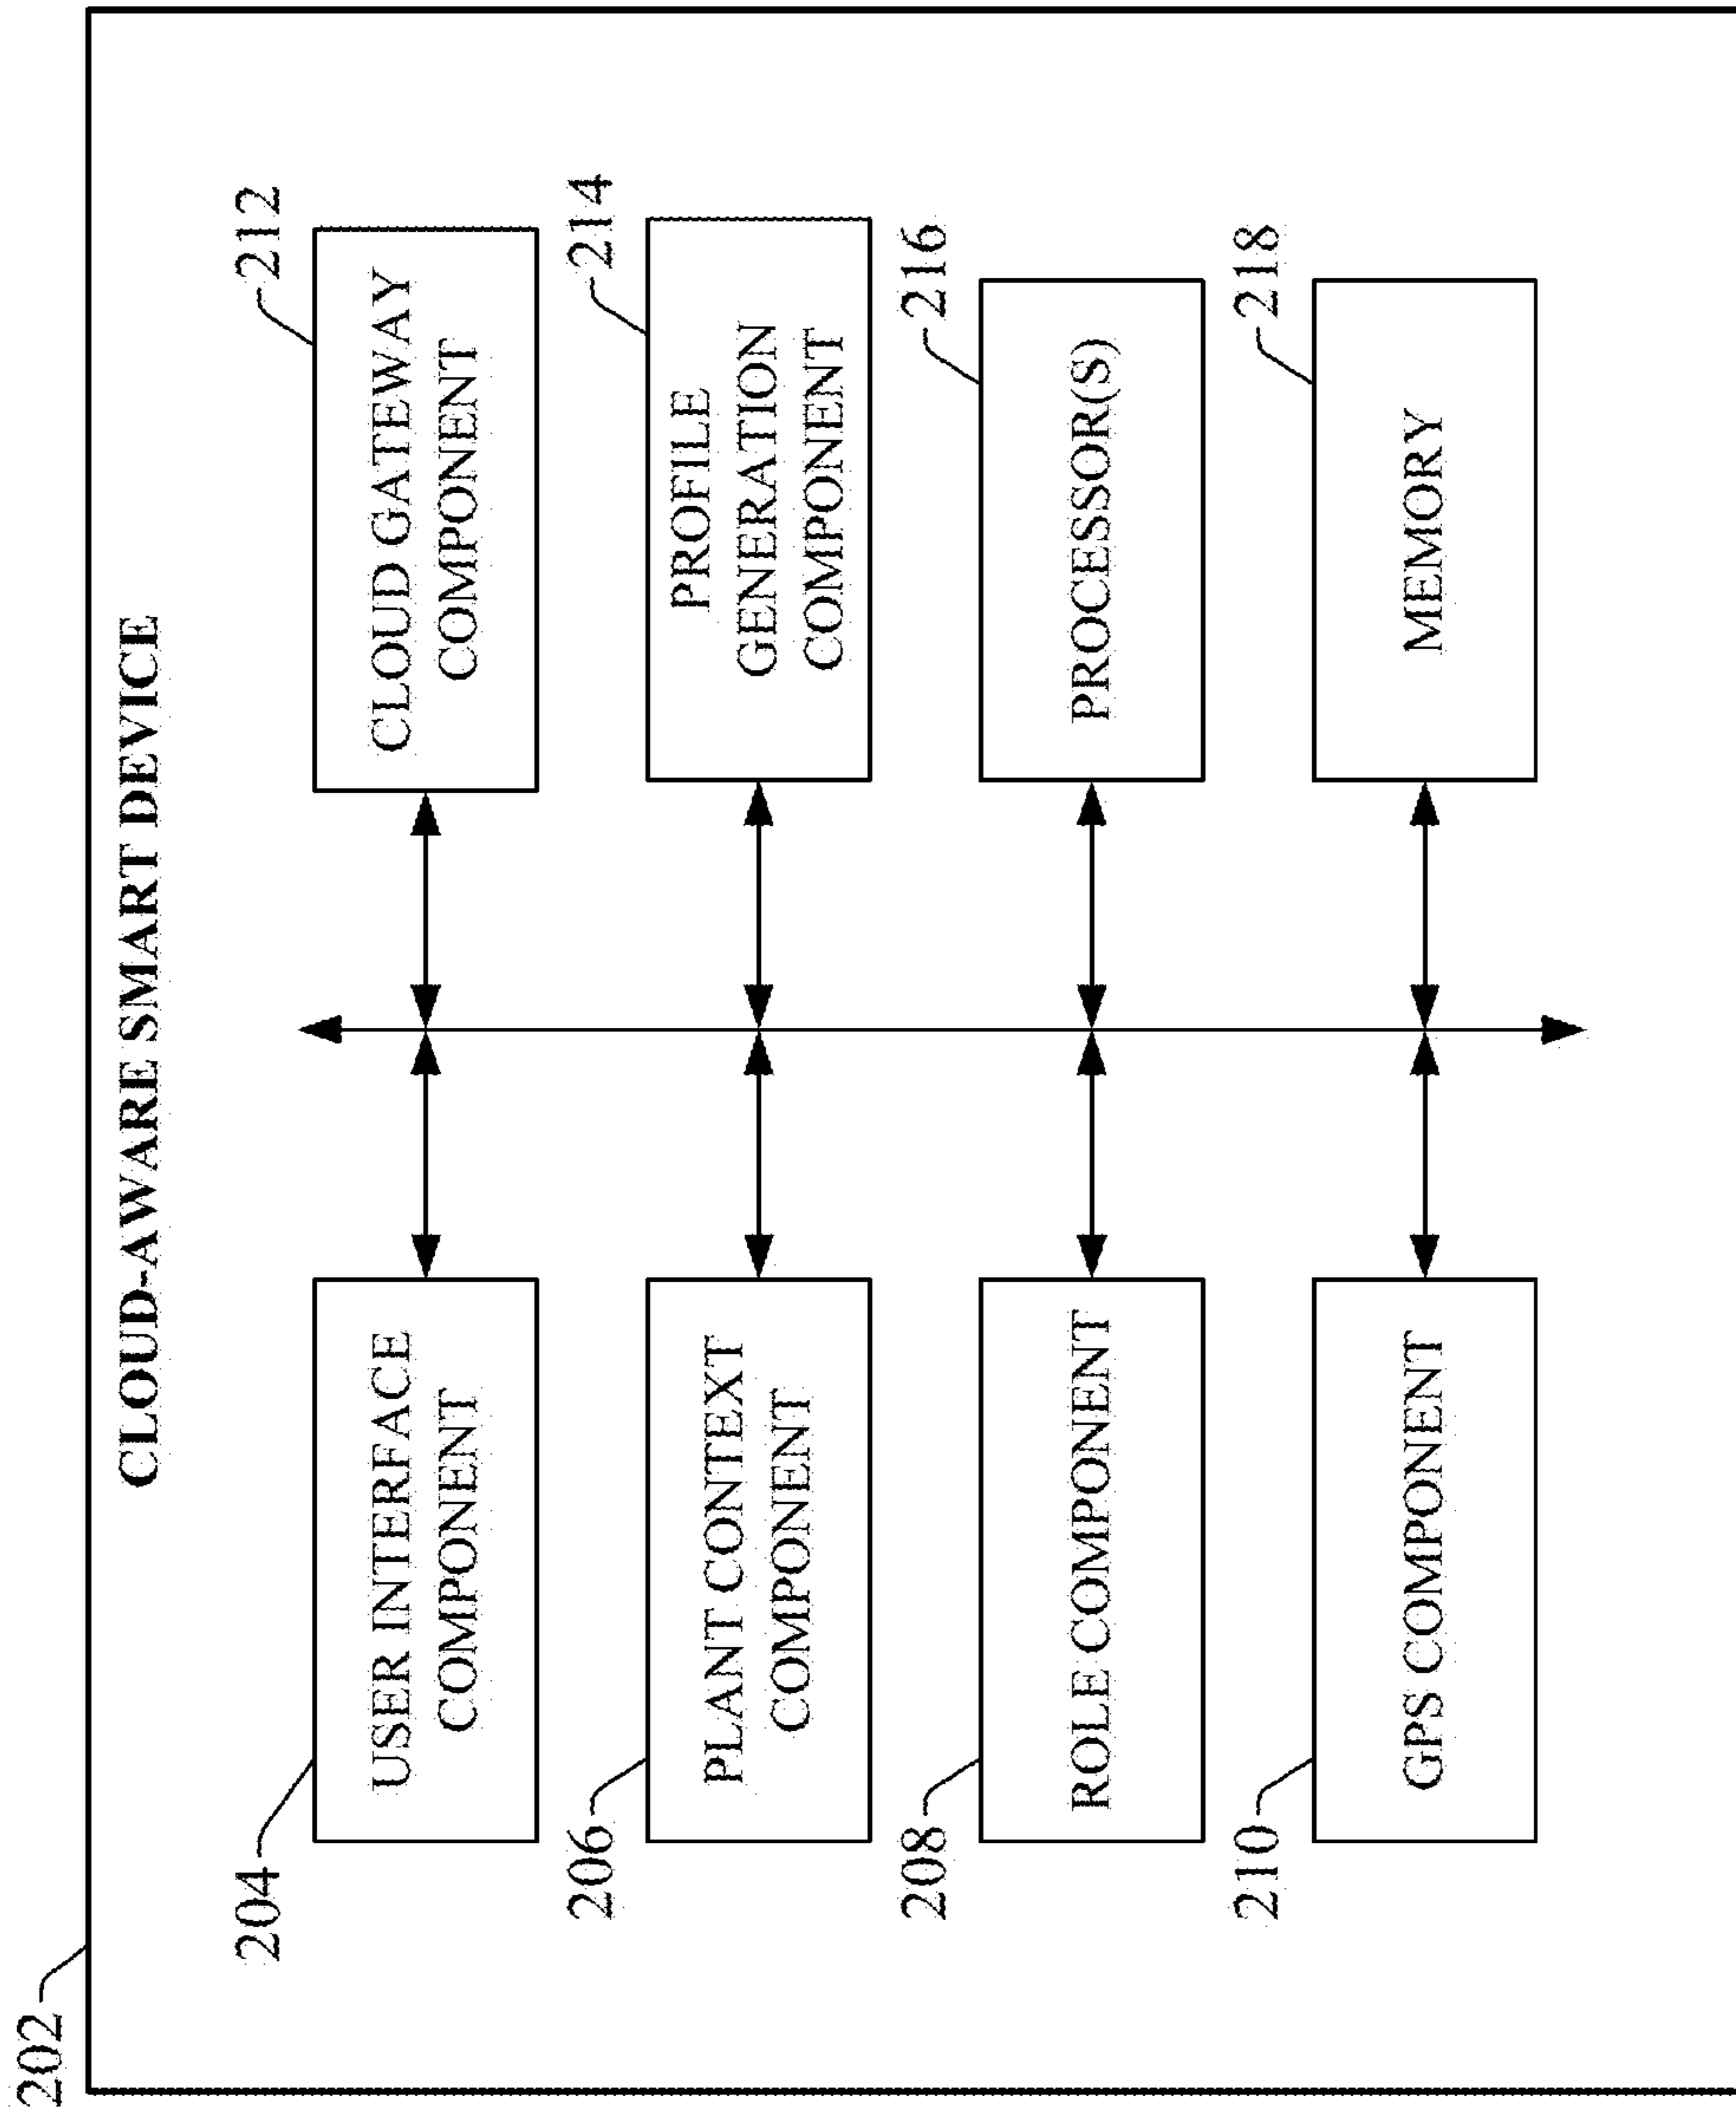 202
CLOUD-AWARE SMART DEVICE
204
USER INTERFACE
COMPONENT
212
CLOUD GATEWAY
COMPONENT
206
PLANT CONTEXT
COMPONENT
214
PROFILE
GENERATION
COMPONENT
208
ROLE COMPONENT
216
PROCESSOR(S)
210
GPS COMPONENT
218
MEMORY